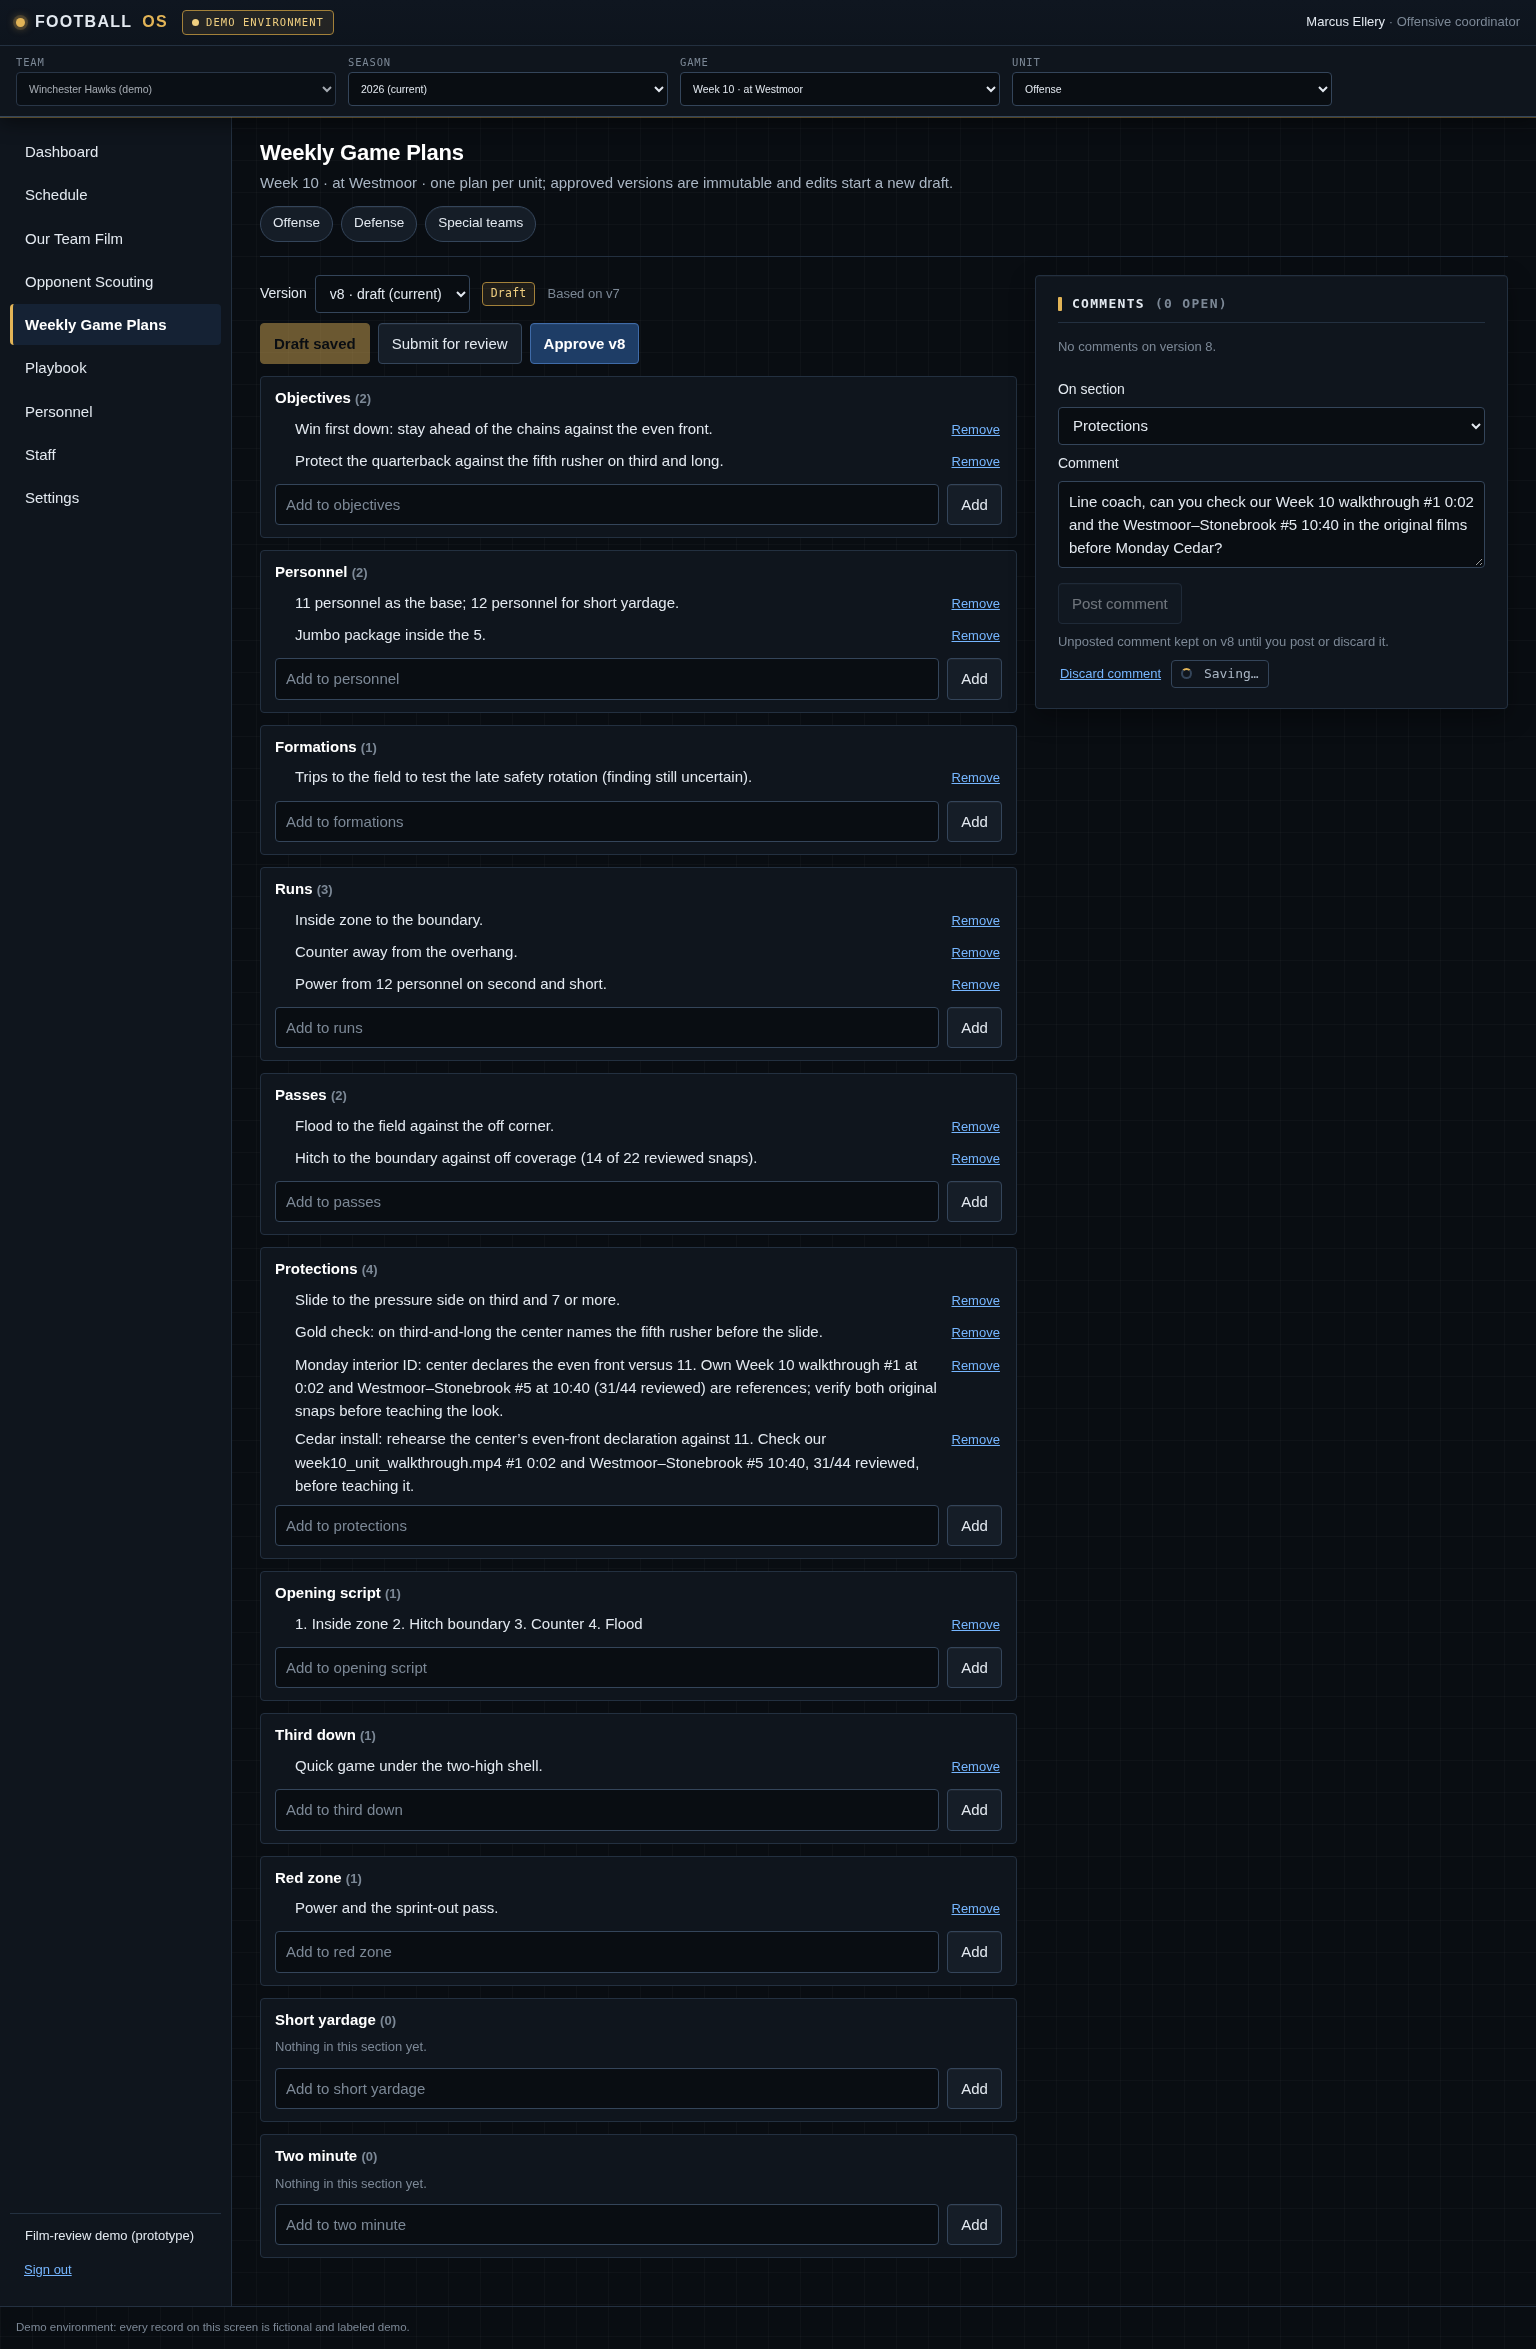 FOOTBALL OS
DEMO ENVIRONMENT
Marcus Ellery · Offensive coordinator
TEAM
Winchester Hawks (demo)
SEASON
2026 (current)
GAME
Week 10 · at Westmoor
UNIT
Offense
Dashboard
Schedule
Our Team Film
Opponent Scouting
Weekly Game Plans
Playbook
Personnel
Staff
Settings
Film-review demo (prototype)
Sign out
Weekly Game Plans
Week 10 · at Westmoor · one plan per unit; approved versions are immutable and edits start a new draft.
Offense
Defense
Special teams
Version
v8 · draft (current)
Draft
Based on v7
Draft saved
Submit for review
Approve v8
Objectives (2)
Win first down: stay ahead of the chains against the even front.
Remove
Protect the quarterback against the fifth rusher on third and long.
Remove
Add to objectives
Add
Personnel (2)
11 personnel as the base; 12 personnel for short yardage.
Remove
Jumbo package inside the 5.
Remove
Add to personnel
Add
Formations (1)
Trips to the field to test the late safety rotation (finding still uncertain).
Remove
Add to formations
Add
Runs (3)
Inside zone to the boundary.
Remove
Counter away from the overhang.
Remove
Power from 12 personnel on second and short.
Remove
Add to runs
Add
Passes (2)
Flood to the field against the off corner.
Remove
Hitch to the boundary against off coverage (14 of 22 reviewed snaps).
Remove
Add to passes
Add
Protections (4)
Slide to the pressure side on third and 7 or more.
Remove
Gold check: on third-and-long the center names the fifth rusher before the slide.
Remove
Monday interior ID: center declares the even front versus 11. Own Week 10 walkthrough #1 at
0:02 and Westmoor–Stonebrook #5 at 10:40 (31/44 reviewed) are references; verify both original
snaps before teaching the look.
Remove
Cedar install: rehearse the center’s even-front declaration against 11. Check our
week10_unit_walkthrough.mp4 #1 0:02 and Westmoor–Stonebrook #5 10:40, 31/44 reviewed,
before teaching it.
Remove
Add to protections
Add
Opening script (1)
1. Inside zone 2. Hitch boundary 3. Counter 4. Flood
Remove
Add to opening script
Add
Third down (1)
Quick game under the two-high shell.
Remove
Add to third down
Add
Red zone (1)
Power and the sprint-out pass.
Remove
Add to red zone
Add
Short yardage (0)
Nothing in this section yet.
Add to short yardage
Add
Two minute (0)
Nothing in this section yet.
Add to two minute
Add
COMMENTS (0 OPEN)
No comments on version 8.
On section
Protections
Comment
Line coach, can you check our Week 10 walkthrough #1 0:02
and the Westmoor–Stonebrook #5 10:40 in the original films
before Monday Cedar?
Post comment
Unposted comment kept on v8 until you post or discard it.
Discard comment
Saving…
Demo environment: every record on this screen is fictional and labeled demo.